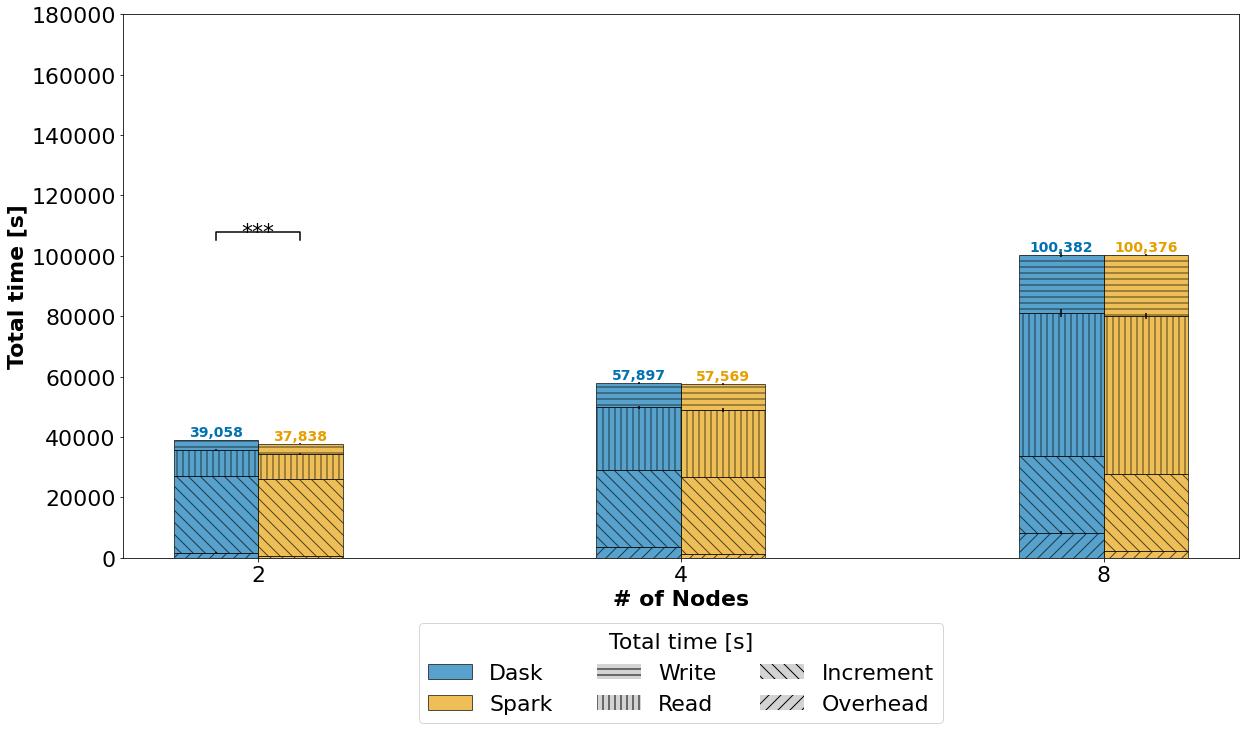 180000
160000
140000
120000
100000
80000
60000
40000
20000
0
Total time [s]
***
39,058 37,838
57,897 57,569
100,382 100,376
2 4 8
# of Nodes
Total time [s]
Dask Write Increment
Spark Read Overhead